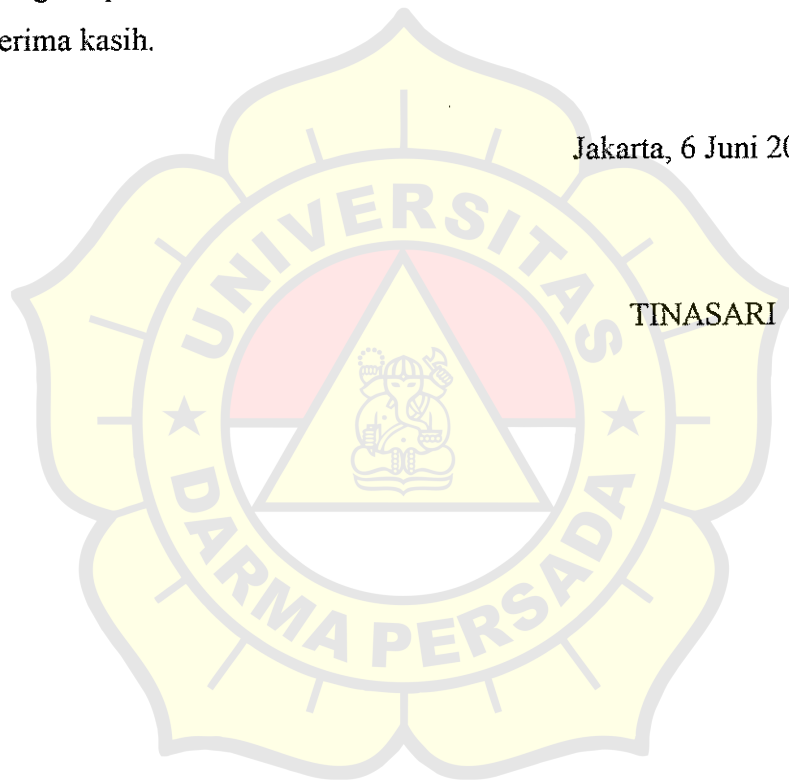 erima kasih.
Jakarta, 6 Juni 20
TINASARI
UNIVERSITAS
DARMA PERSADA